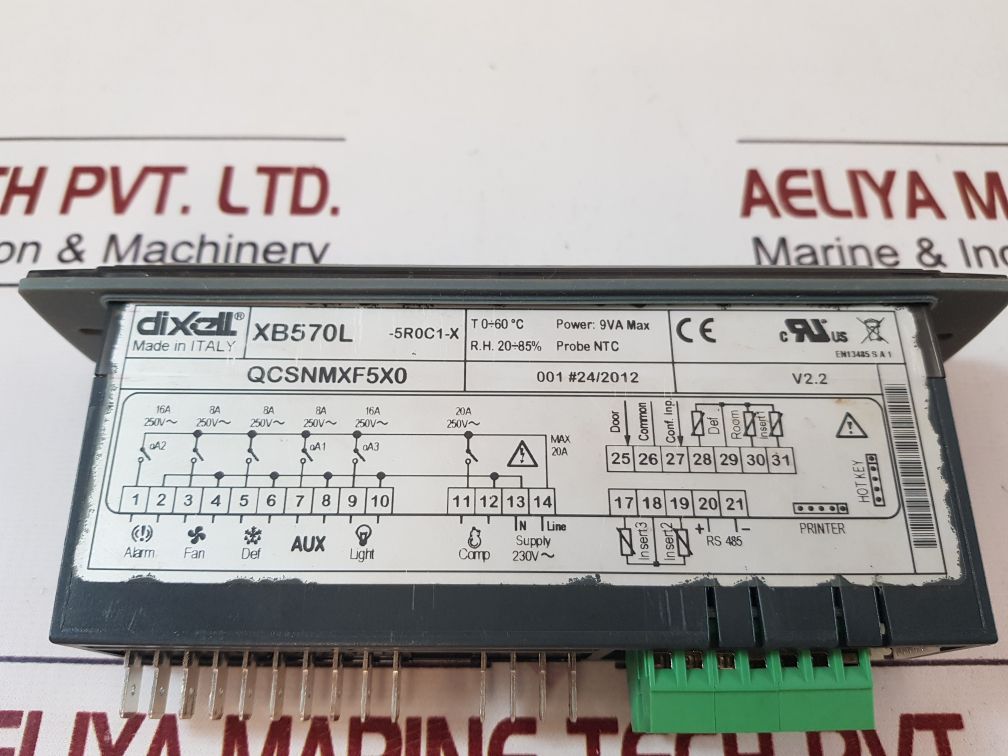 TH PVT. LTD.
on & Machinery
AELIYA M
Marine & Ind
dixell
Made in ITALY
XB570L -5R0C1-X
T 0÷60 °C Power: 9VA Max
R.H. 20÷85% Probe NTC
CE
c RU us
EN13485 S A 1
QCSNMXF5X0
001 #24/2012
V2.2
16A 8A 8A 8A 16A 20A
250V~ 250V~ 250V~ 250V~ 250V~ 250V~
oA2 oA1 oA3
MAX
20A
Door Common Conf. Inp. Def. Room Insert1
25 26 27 28 29 30 31
1 2 3 4 5 6 7 8 9 10 11 12 13 14
17 18 19 20 21
HOT KEY
PRINTER
Alarm Fan Def AUX Light Comp
N Line
Supply
230V~
Insert3 Insert2
+ RS 485 -
AELIYA MARINE TECH PVT